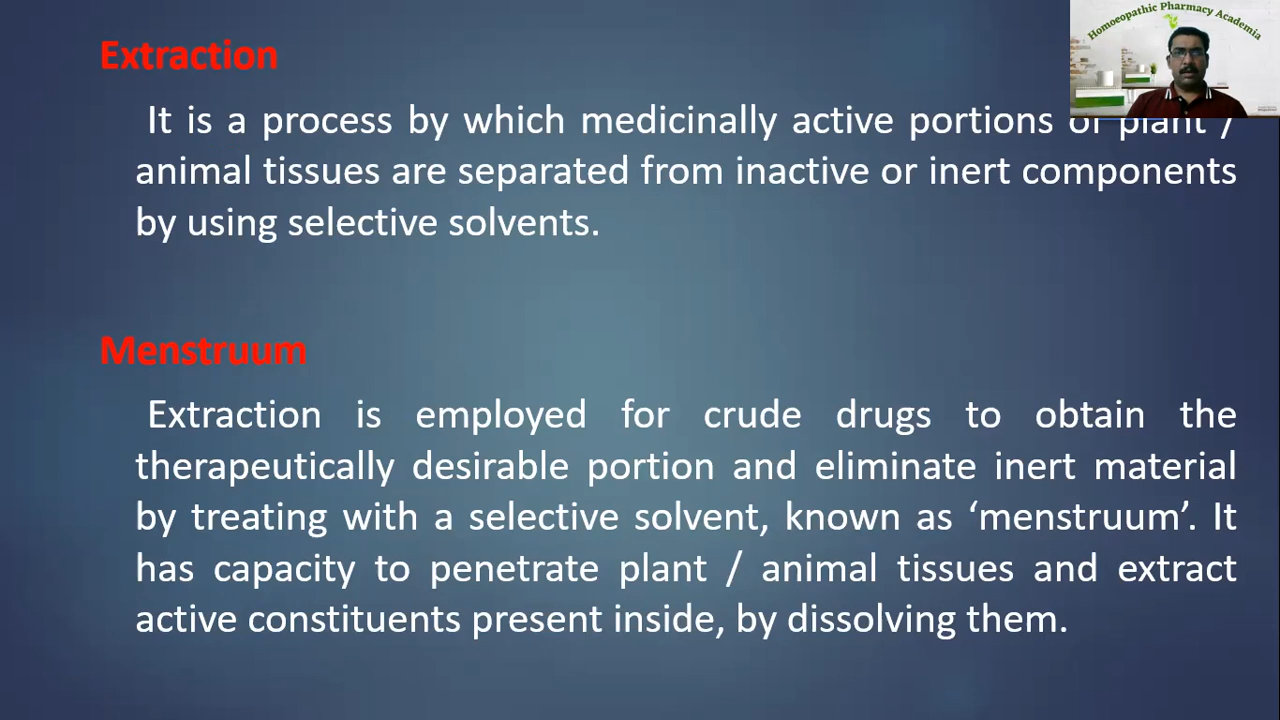 Homoeopathic Pharmacy Academia
Extraction
It is a process by which medicinally active portions of plant /
animal tissues are separated from inactive or inert components
by using selective solvents.
Menstruum
Extraction is employed for crude drugs to obtain the
therapeutically desirable portion and eliminate inert material
by treating with a selective solvent, known as ‘menstruum’. It
has capacity to penetrate plant / animal tissues and extract
active constituents present inside, by dissolving them.